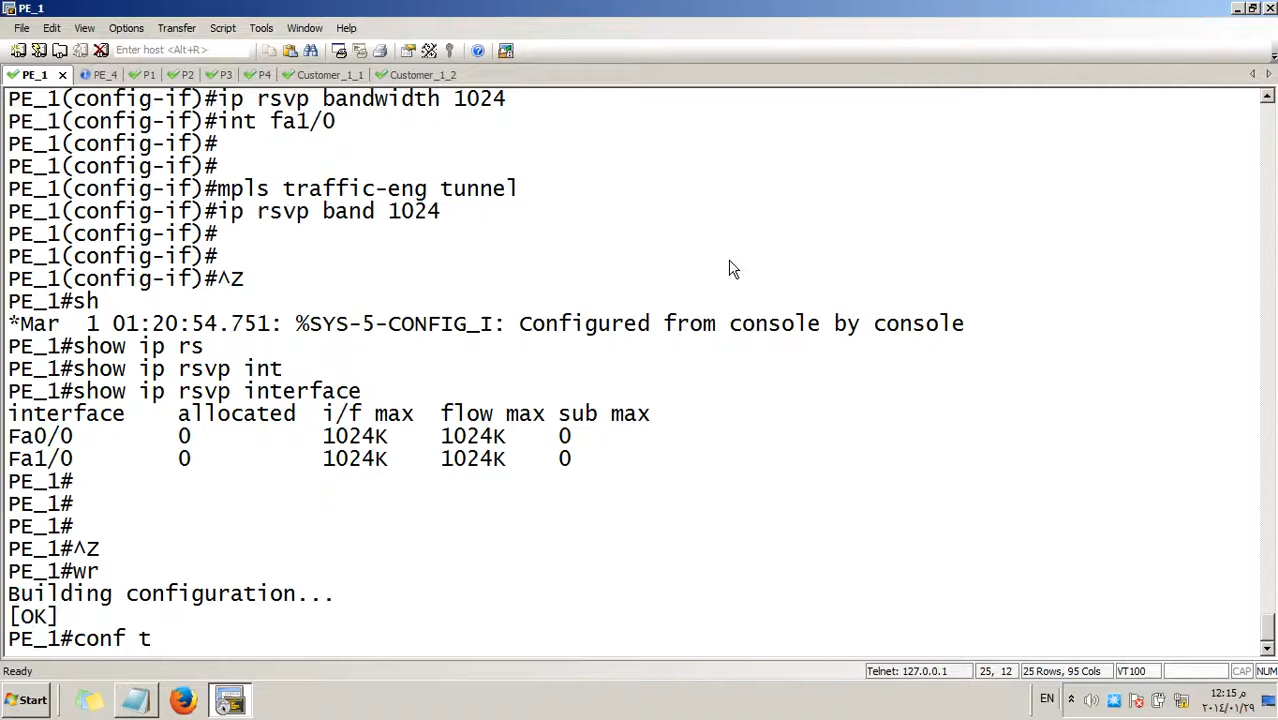 PE_1
File Edit View Options Transfer Script Tools Window Help
Enter host <Alt+R>
PE_1 PE_4 P1 P2 P3 P4 Customer_1_1 Customer_1_2
PE_1(config-if)#ip rsvp bandwidth 1024
PE_1(config-if)#int fa1/0
PE_1(config-if)#
PE_1(config-if)#
PE_1(config-if)#mpls traffic-eng tunnel
PE_1(config-if)#ip rsvp band 1024
PE_1(config-if)#
PE_1(config-if)#
PE_1(config-if)#^Z
PE_1#sh
*Mar  1 01:20:54.751: %SYS-5-CONFIG_I: Configured from console by console
PE_1#show ip rs
PE_1#show ip rsvp int
PE_1#show ip rsvp interface
interface    allocated  i/f max  flow max sub max
Fa0/0        0          1024K    1024K    0
Fa1/0        0          1024K    1024K    0
PE_1#
PE_1#
PE_1#
PE_1#^Z
PE_1#wr
Building configuration...
[OK]
PE_1#conf t
Ready Telnet: 127.0.0.1 25, 12 25 Rows, 95 Cols VT100 CAP NUM
Start EN 12:15 م
٢٠١٤/٠١/٢٩